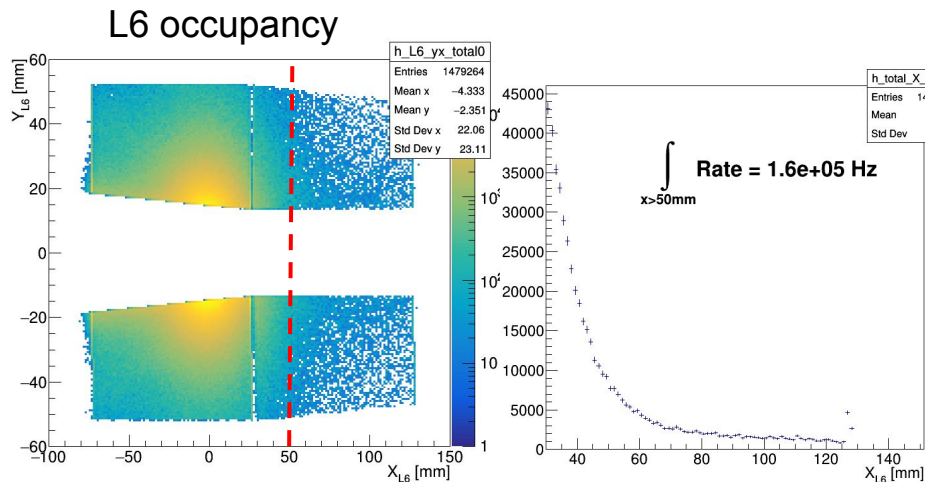 L6 occupancy
h_L6_yx_total0
Entries 1479264
Mean x −4.333
Mean y −2.351
Std Dev x 22.06
Std Dev y 23.11
Y_L6 [mm]
60
40
20
0
−20
−40
−60
−100
−50
0
50
100
150
X_L6 [mm]
10³
10²
10
1
h_total_X_
Entries 14
Mean
Std Dev
∫ Rate = 1.6e+05 Hz
x>50mm
45000
40000
35000
30000
25000
20000
15000
10000
5000
0
40
60
80
100
120
140
X_L6 [mm]